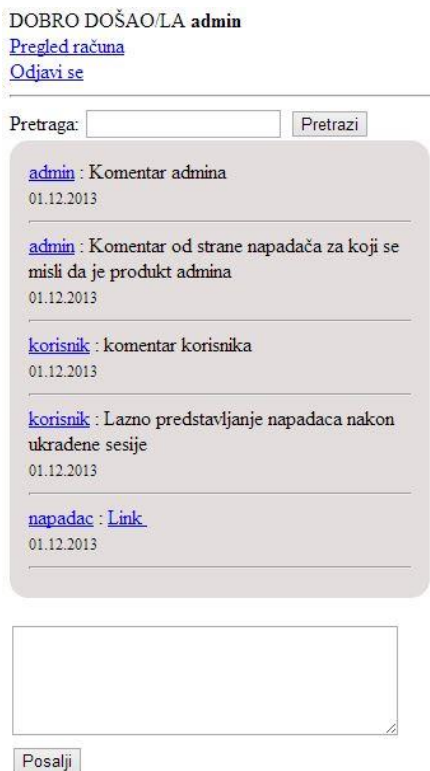 DOBRO DOŠAO/LA admin
Pregled računa
Odjavi se
Pretraga: Pretrazi
admin : Komentar admina
01.12.2013
admin : Komentar od strane napadača za koji se
misli da je produkt admina
01.12.2013
korisnik : komentar korisnika
01.12.2013
korisnik : Lazno predstavljanje napadaca nakon
ukradene sesije
01.12.2013
napadac : Link
01.12.2013
Posalji